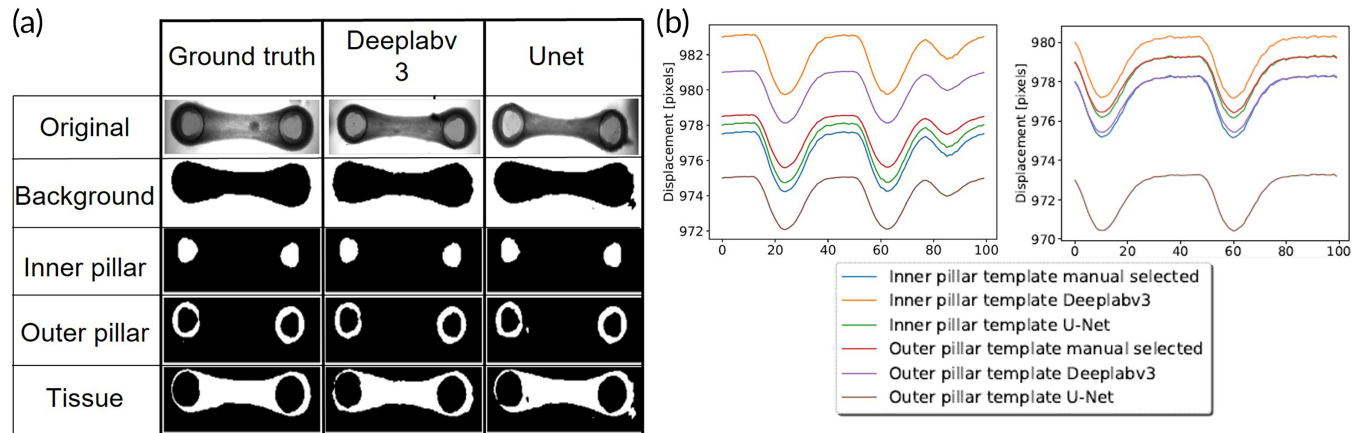 (a)
Ground truth
Deeplabv
3
Unet
Original
Background
Inner pillar
Outer pillar
Tissue
(b)
Displacement [pixels]
982
980
978
976
974
972
0
20
40
60
80
100
Displacement [pixels]
980
978
976
974
972
970
0
20
40
60
80
100
Inner pillar template manual selected
Inner pillar template Deeplabv3
Inner pillar template U-Net
Outer pillar template manual selected
Outer pillar template Deeplabv3
Outer pillar template U-Net